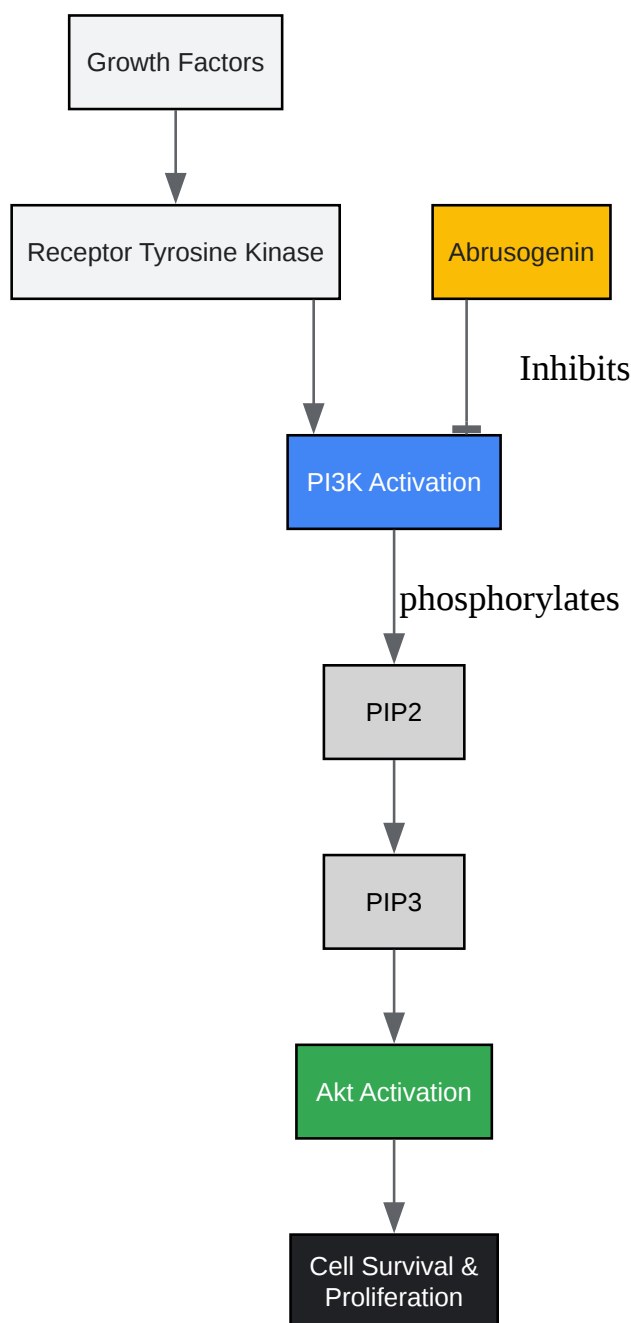 Growth Factors
Receptor Tyrosine Kinase
Abrusogenin
Inhibits
PI3K Activation
phosphorylates
PIP2
PIP3
Akt Activation
Cell Survival &
Proliferation